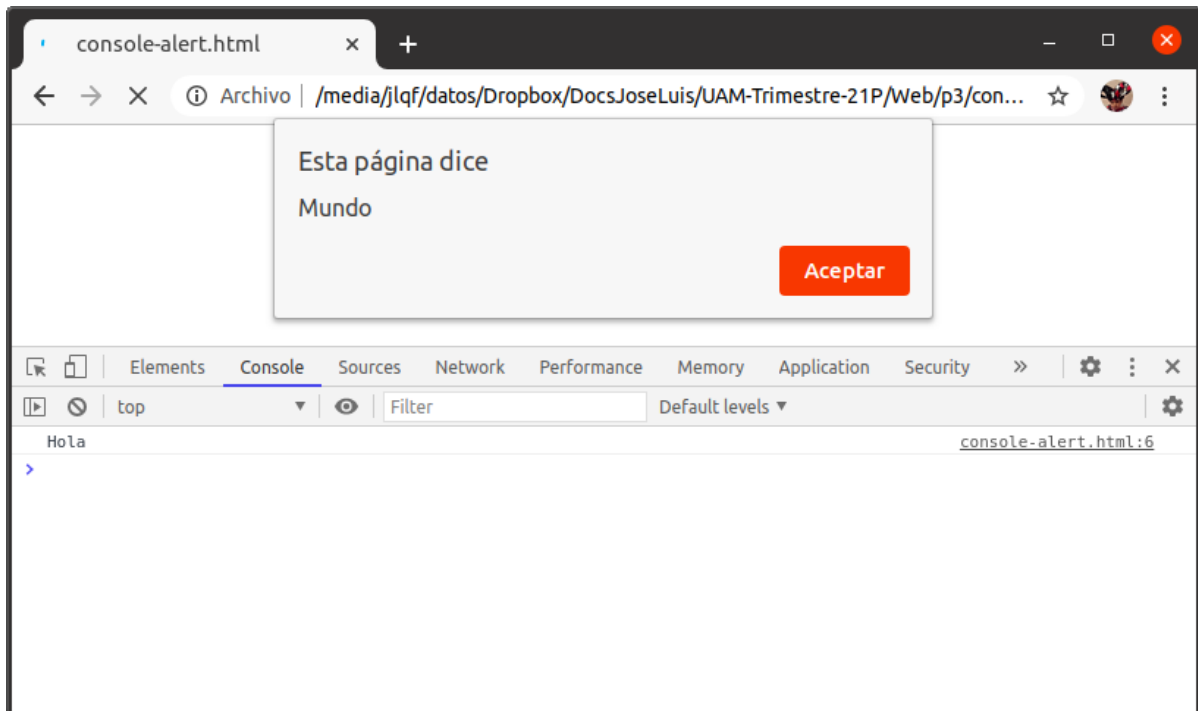 console-alert.html
Archivo | /media/jlqf/datos/Dropbox/DocsJoseLuis/UAM-Trimestre-21P/Web/p3/con...
Esta página dice
Mundo
Aceptar
Elements Console Sources Network Performance Memory Application Security
top Filter Default levels
Hola console-alert.html:6